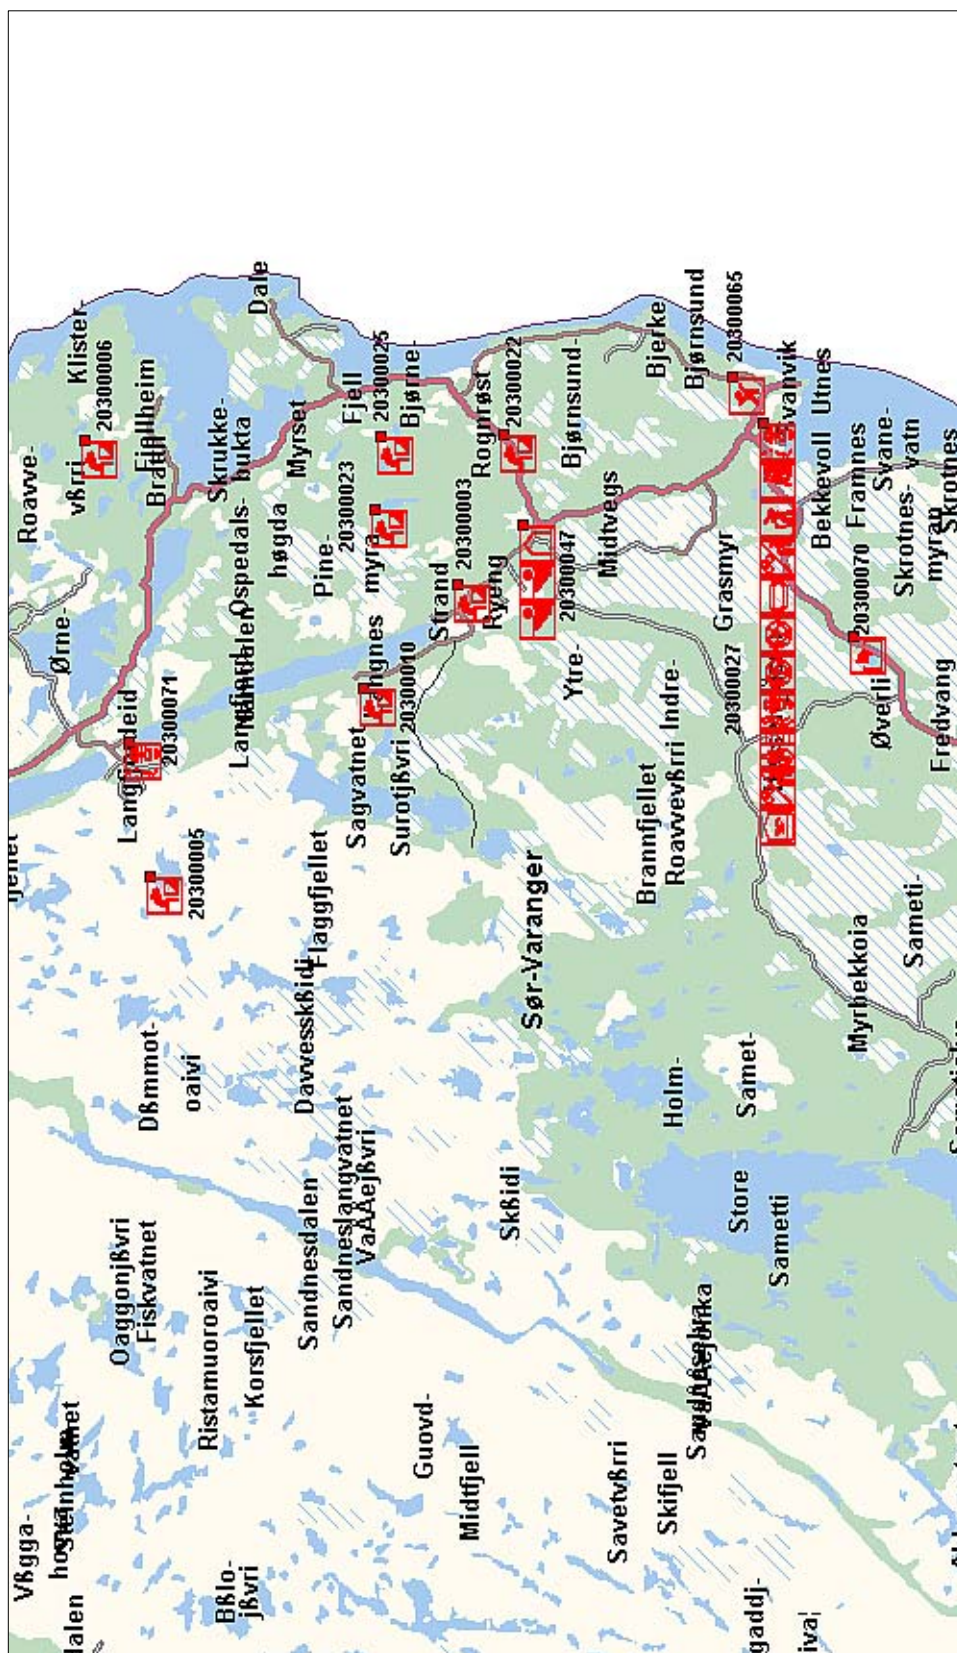 Roavve-
vßrri
Klister-
20300006
Fjellheim
Skrukke-
bukta
Dale
Ørne-
Ospedals-
høgda
Myrset
Fjell
20300025
Bjørne-
Pine-
myra
20300023
Langfjordeid
20300071
20300005
Strand
20300003
Ryeng
Rognrøst
20300022
Bjørnsund-
Bjerke
Bjørnsund
20300065
Svanvik
Utnes
Sagvatnet
20300010
Surotjßvri
20300047
Midtvegs
Ytre-
Indre-
Grasmyr
20300027
Bekkevoll
Framnes
20300070
Svane-
vatn
Skrotnes-
myran
Skrotnes
Øverli
Fredvang
Flaggfjellet
Sør-Varanger
Brannfjellet
Roavvevßrri
Myrbekkoia
Sameti-
Dßmmot-
oaivi
Davvesskßidi
Holm-
Samet-
Sandneslangvatnet
VaAAejßvri
Sandnesdalen
Skßidi
Store
Sametti
Oaggonjßvri
Fiskvatnet
Ristamuoroaivi
Korsfjellet
Guovd-
Midtfjell
Savetvßrri
Skifjell
Vßgga-
Steinholm
Bßlo-
jßvri
dalen
gaddj-